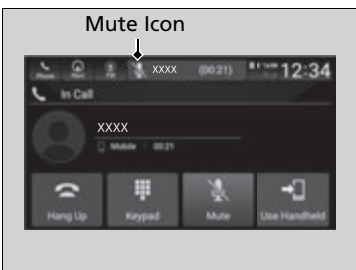 Mute Icon
Phone XXXX (00:21) 12:34
In Call
XXXX
Mobile 00:21
Hang Up Keypad Mute Use Handheld